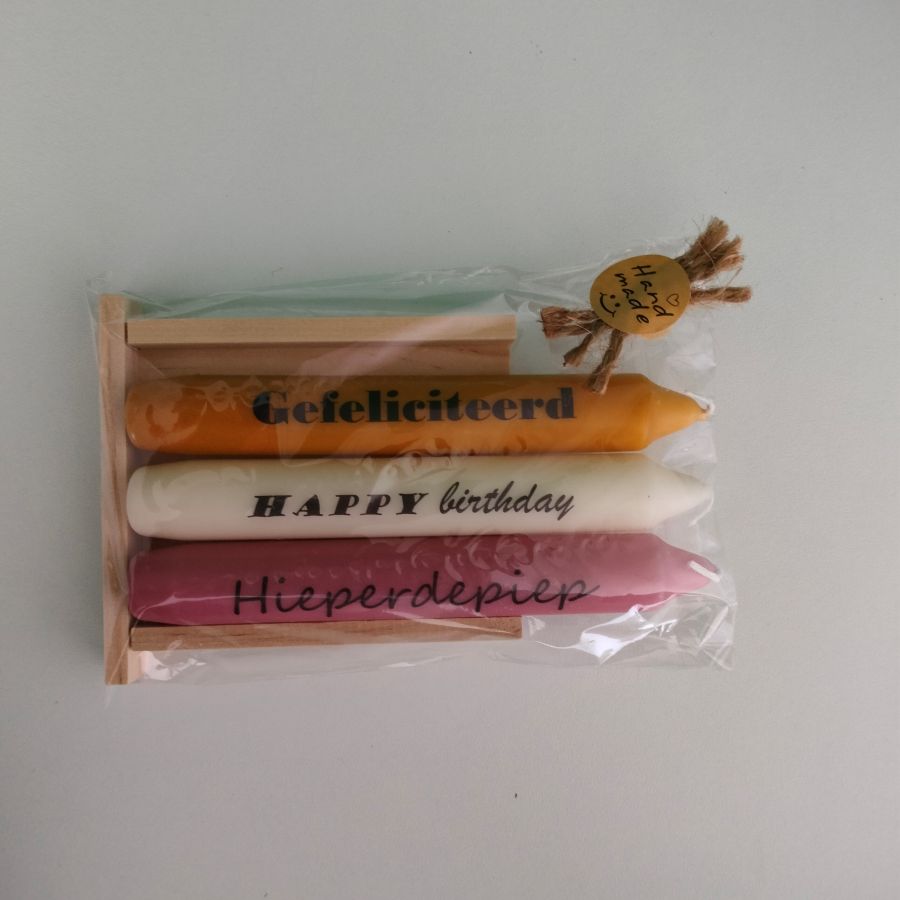 Hand
made
Gefeliciteerd
HAPPY birthday
Hieperdepiep